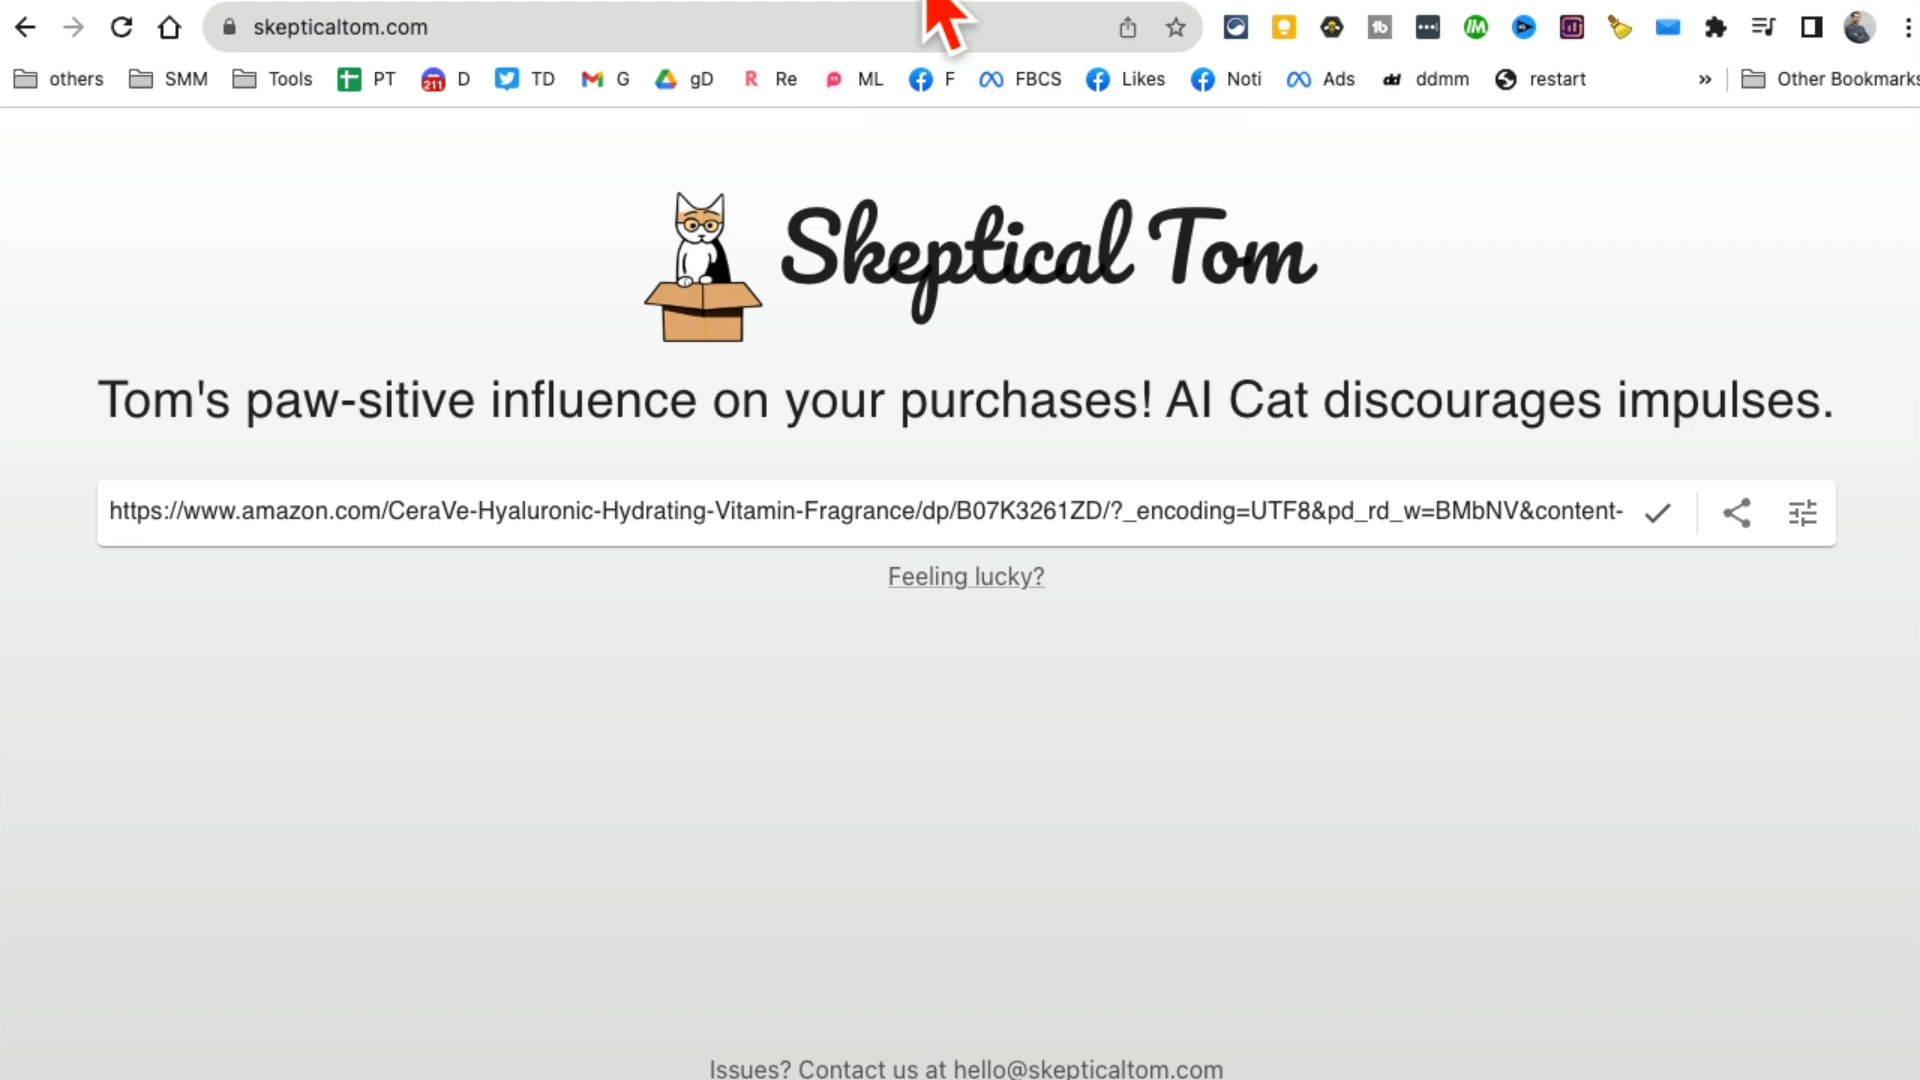 skepticaltom.com
others SMM Tools PT 211 D TD G gD Re ML F FBCS Likes Noti Ads dd ddmm restart » Other Bookmarks
Skeptical Tom
Tom's paw-sitive influence on your purchases! AI Cat discourages impulses.
https://www.amazon.com/CeraVe-Hyaluronic-Hydrating-Vitamin-Fragrance/dp/B07K3261ZD/?_encoding=UTF8&pd_rd_w=BMbNV&content-
Feeling lucky?
Issues? Contact us at hello@skepticaltom.com